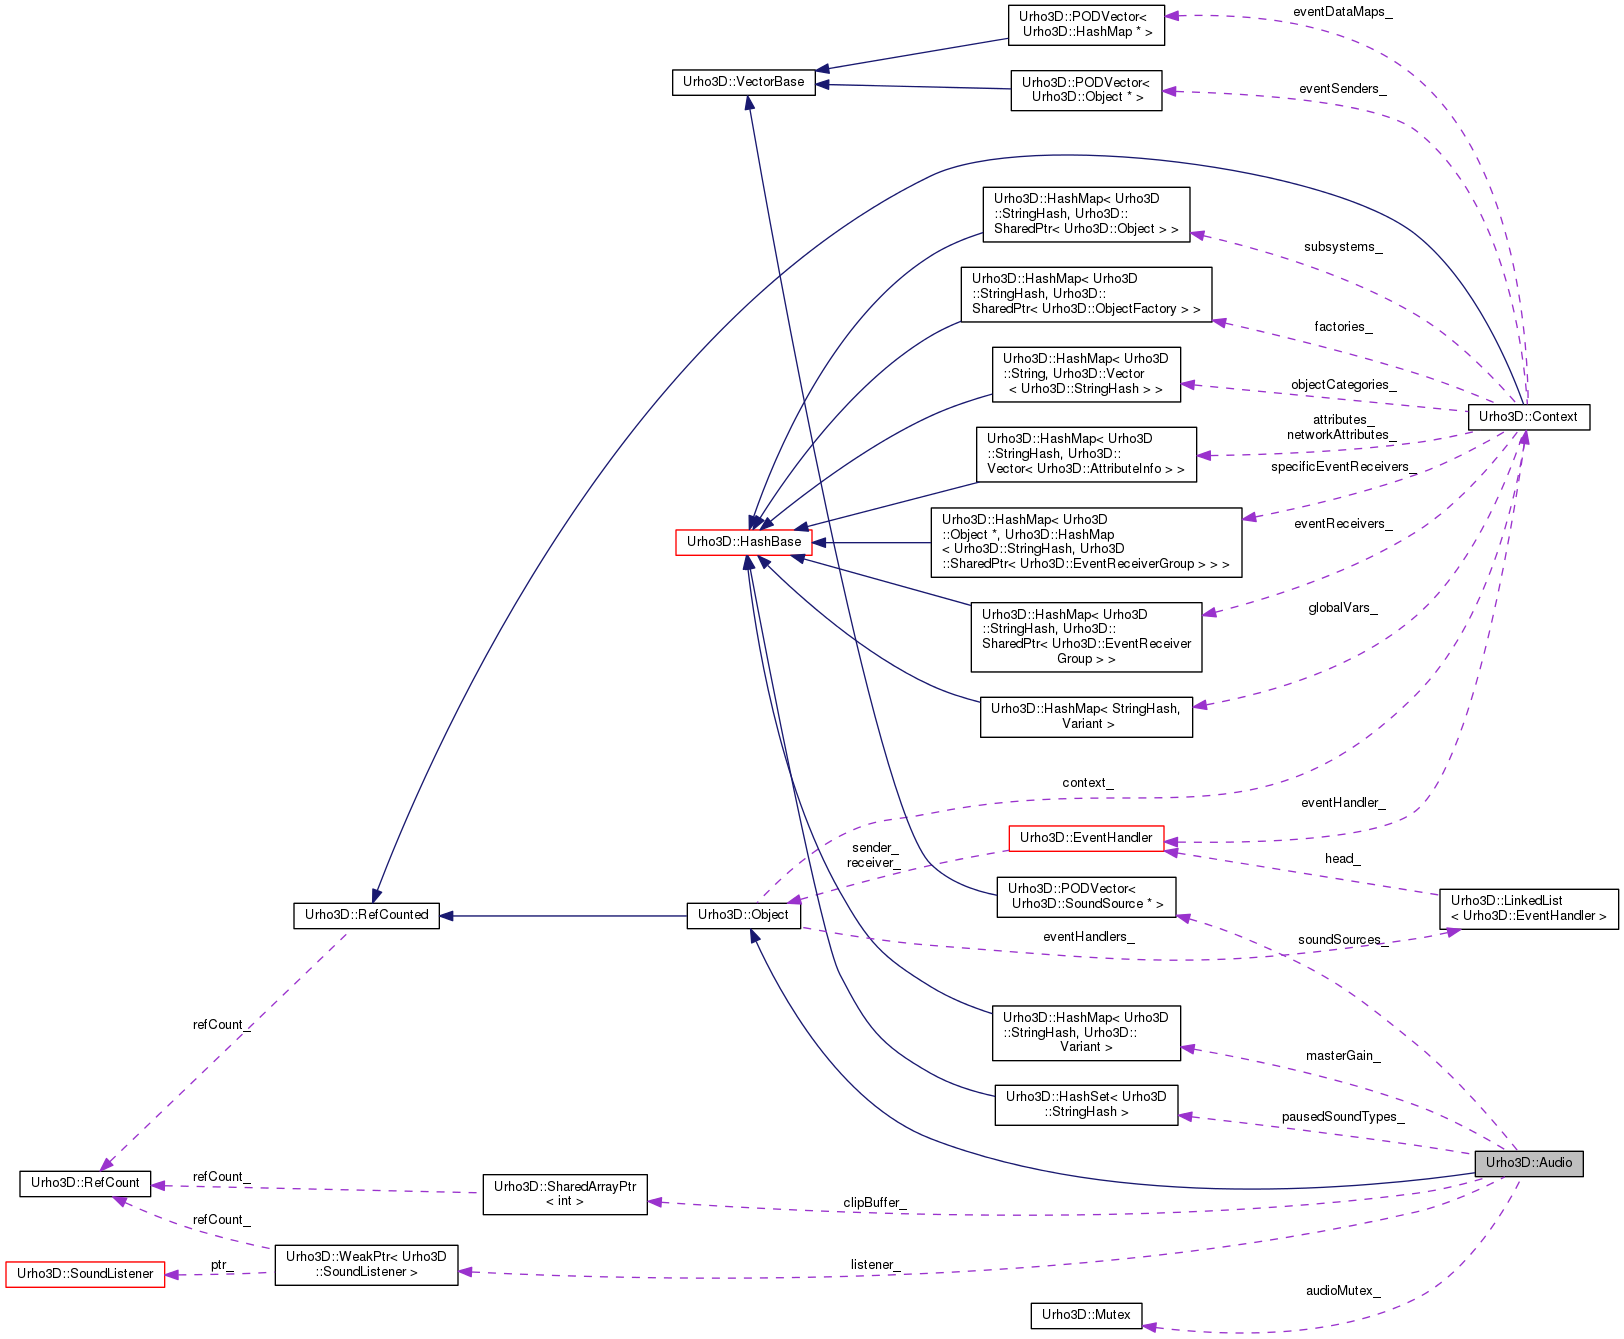 Urho3D::PODVector<
Urho3D::HashMap * >
eventDataMaps_
Urho3D::VectorBase
Urho3D::PODVector<
Urho3D::Object * >
eventSenders_
Urho3D::HashMap< Urho3D
::StringHash, Urho3D::
SharedPtr< Urho3D::Object > >
subsystems_
Urho3D::HashMap< Urho3D
::StringHash, Urho3D::
SharedPtr< Urho3D::ObjectFactory > >
factories_
Urho3D::HashMap< Urho3D
::String, Urho3D::Vector
< Urho3D::StringHash > >
objectCategories_
Urho3D::Context
attributes_
networkAttributes_
Urho3D::HashMap< Urho3D
::StringHash, Urho3D::
Vector< Urho3D::AttributeInfo > >
specificEventReceivers_
Urho3D::HashBase
Urho3D::HashMap< Urho3D
::Object *, Urho3D::HashMap
< Urho3D::StringHash, Urho3D
::SharedPtr< Urho3D::EventReceiverGroup > > >
eventReceivers_
Urho3D::HashMap< Urho3D
::StringHash, Urho3D::
SharedPtr< Urho3D::EventReceiver
Group > >
globalVars_
Urho3D::HashMap< StringHash,
Variant >
context_
eventHandler_
Urho3D::EventHandler
sender_
receiver_
head_
Urho3D::PODVector<
Urho3D::SoundSource * >
Urho3D::LinkedList
< Urho3D::EventHandler >
Urho3D::RefCounted
Urho3D::Object
eventHandlers_
soundSources_
refCount_
Urho3D::HashMap< Urho3D
::StringHash, Urho3D::
Variant >
masterGain_
Urho3D::HashSet< Urho3D
::StringHash >
pausedSoundTypes_
Urho3D::Audio
Urho3D::RefCount
refCount_
Urho3D::SharedArrayPtr
< int >
clipBuffer_
refCount_
Urho3D::WeakPtr< Urho3D
::SoundListener >
listener_
Urho3D::SoundListener
ptr_
audioMutex_
Urho3D::Mutex